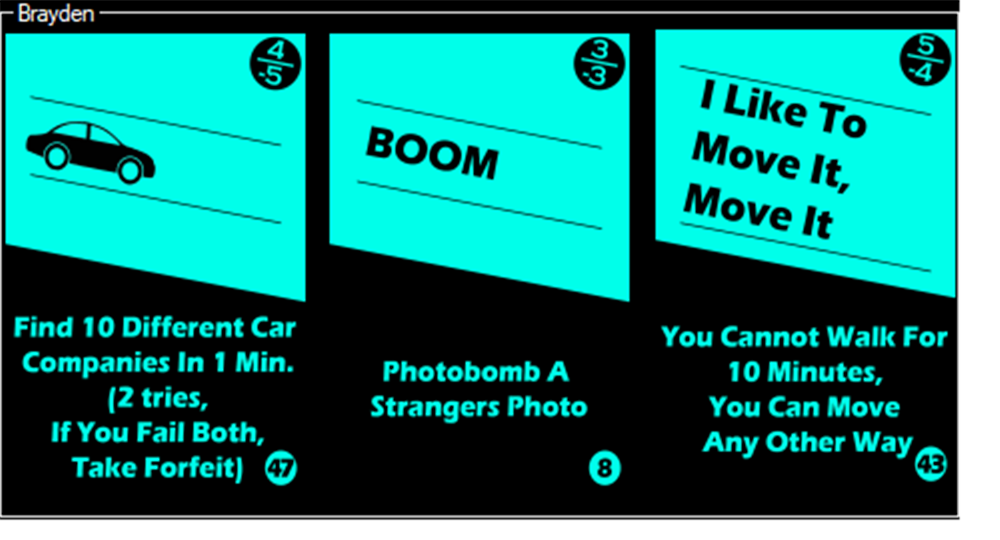 Brayden
4
-5
Find 10 Different Car
Companies In 1 Min.
(2 tries,
If You Fail Both,
Take Forfeit)
47
3
-3
BOOM
Photobomb A
Strangers Photo
8
5
-4
I Like To
Move It,
Move It
You Cannot Walk For
10 Minutes,
You Can Move
Any Other Way
43